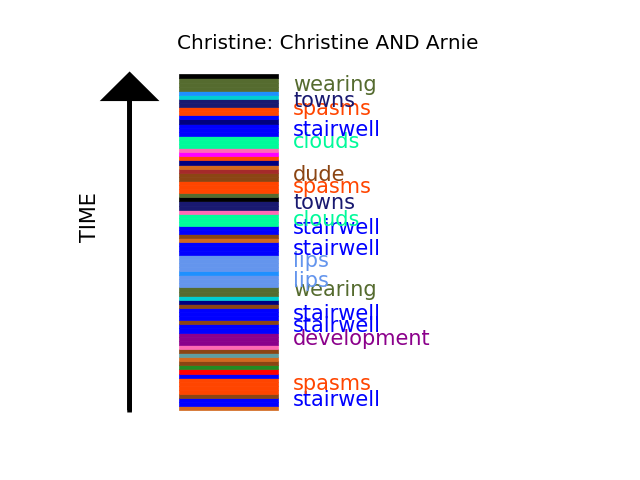 Christine: Christine AND Arnie
wearing
towns
spasms
stairwell
clouds
dude
spasms
towns
clouds
stairwell
stairwell
lips
lips
wearing
stairwell
stairwell
development
spasms
stairwell
TIME